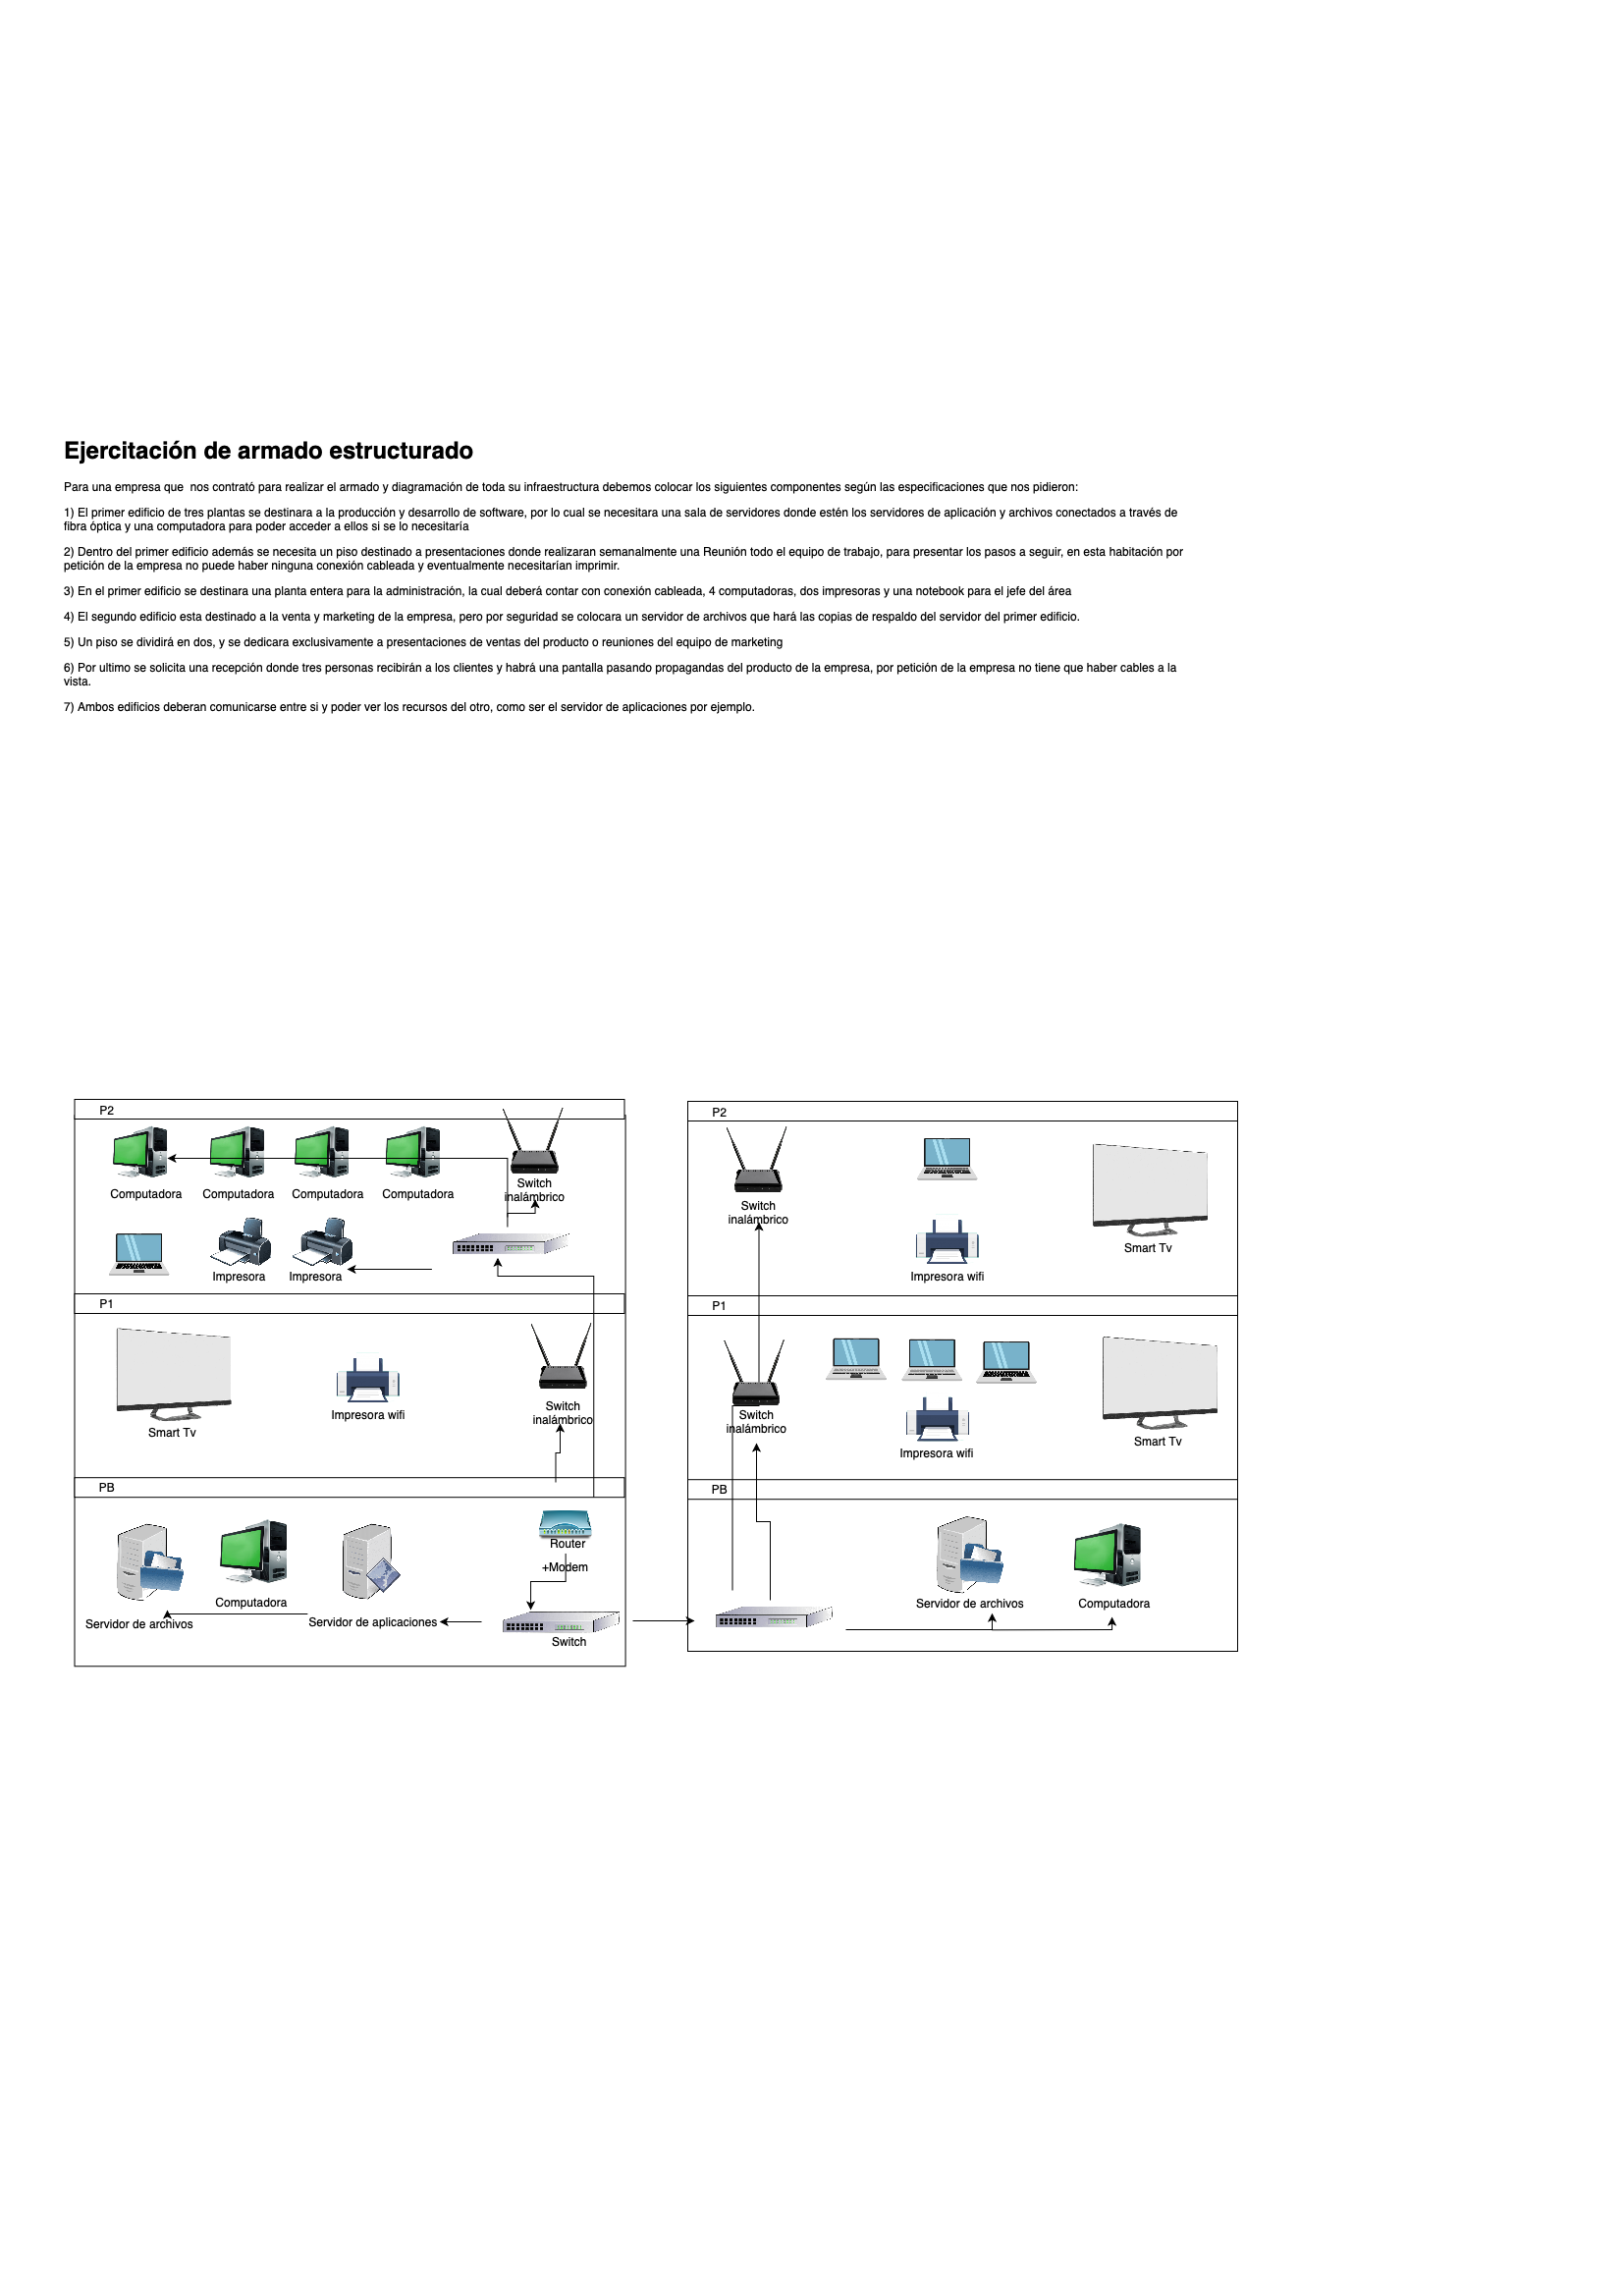 Ejercitación de armado estructurado
Para una empresa que  nos contrató para realizar el armado y diagramación de toda su infraestructura debemos colocar los siguientes componentes según las especificaciones que nos pidieron:
1) El primer edificio de tres plantas se destinara a la producción y desarrollo de software, por lo cual se necesitara una sala de servidores donde estén los servidores de aplicación y archivos conectados a través de
fibra óptica y una computadora para poder acceder a ellos si se lo necesitaría
2) Dentro del primer edificio además se necesita un piso destinado a presentaciones donde realizaran semanalmente una Reunión todo el equipo de trabajo, para presentar los pasos a seguir, en esta habitación por
petición de la empresa no puede haber ninguna conexión cableada y eventualmente necesitarían imprimir.
3) En el primer edificio se destinara una planta entera para la administración, la cual deberá contar con conexión cableada, 4 computadoras, dos impresoras y una notebook para el jefe del área
4) El segundo edificio esta destinado a la venta y marketing de la empresa, pero por seguridad se colocara un servidor de archivos que hará las copias de respaldo del servidor del primer edificio.
5) Un piso se dividirá en dos, y se dedicara exclusivamente a presentaciones de ventas del producto o reuniones del equipo de marketing
6) Por ultimo se solicita una recepción donde tres personas recibirán a los clientes y habrá una pantalla pasando propagandas del producto de la empresa, por petición de la empresa no tiene que haber cables a la
vista.
7) Ambos edificios deberan comunicarse entre si y poder ver los recursos del otro, como ser el servidor de aplicaciones por ejemplo.
P2
Computadora
Computadora
Computadora
Computadora
Switch
inalámbrico
Impresora
Impresora
P1
Smart Tv
Impresora wifi
Switch
inalámbrico
PB
Servidor de archivos
Computadora
Servidor de aplicaciones
Router
+Modem
Switch
P2
Switch
inalámbrico
Impresora wifi
Smart Tv
P1
Switch
inalámbrico
Impresora wifi
Smart Tv
PB
Servidor de archivos
Computadora